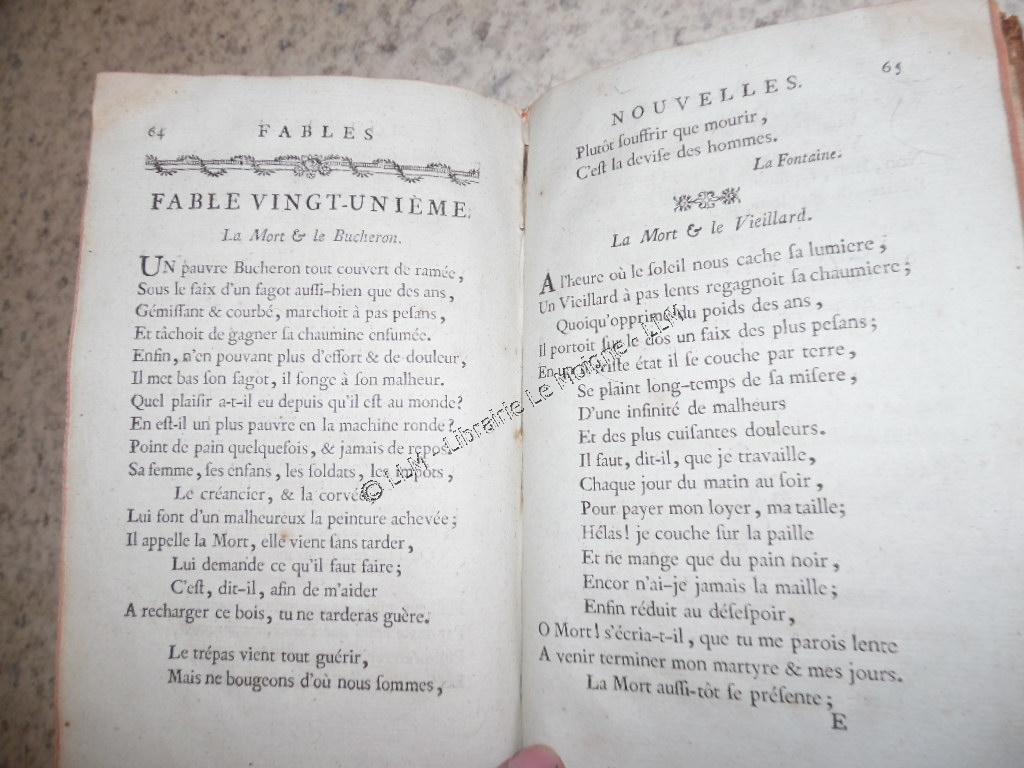 64
FABLES
FABLE VINGT-UNIÈME.
La Mort & le Bucheron.
UN pauvre Bucheron tout couvert de ramée,
Sous le faix d'un fagot auſſi-bien que des ans,
Gémiſſant & courbé, marchoit à pas peſans,
Et tâchoit de gagner ſa chaumine enfumée.
Enfin, n'en pouvant plus d'effort & de douleur,
Il met bas ſon fagot, il ſonge à ſon malheur.
Quel plaiſir a-t-il eu depuis qu'il eſt au monde?
En eſt-il un plus pauvre en la machine ronde?
Point de pain quelquefois, & jamais de repos.
Sa femme, ſes enfans, les ſoldats, les impôts,
Le créancier, & la corvée
Lui font d'un malheureux la peinture achevée;
Il appelle la Mort, elle vient ſans tarder,
Lui demande ce qu'il faut faire;
C'eſt, dit-il, afin de m'aider
A recharger ce bois, tu ne tarderas guère.
Le trépas vient tout guérir,
Mais ne bougeons d'où nous ſommes,
NOUVELLES.
65
Plutôt ſouffrir que mourir,
C'eſt la deviſe des hommes.
La Fontaine.
La Mort & le Vieillard.
A l'heure où le ſoleil nous cache ſa lumiere,
Un Vieillard à pas lents regagnoit ſa chaumiere;
Quoiqu'opprimé du poids des ans,
Il portoit ſur le dos un faix des plus peſans;
En un triſte état il ſe couche par terre,
Se plaint long-temps de ſa miſere,
D'une infinité de malheurs
Et des plus cuiſantes douleurs.
Il faut, dit-il, que je travaille,
Chaque jour du matin au ſoir,
Pour payer mon loyer, ma taille;
Hélas! je couche ſur la paille
Et ne mange que du pain noir,
Encor n'ai-je jamais la maille;
Enfin réduit au déſeſpoir,
O Mort! s'écria-t-il, que tu me parois lente
A venir terminer mon martyre & mes jours.
La Mort auſſi-tôt ſe préſente;
E
© LLM - Librairie Le Moigne LLM